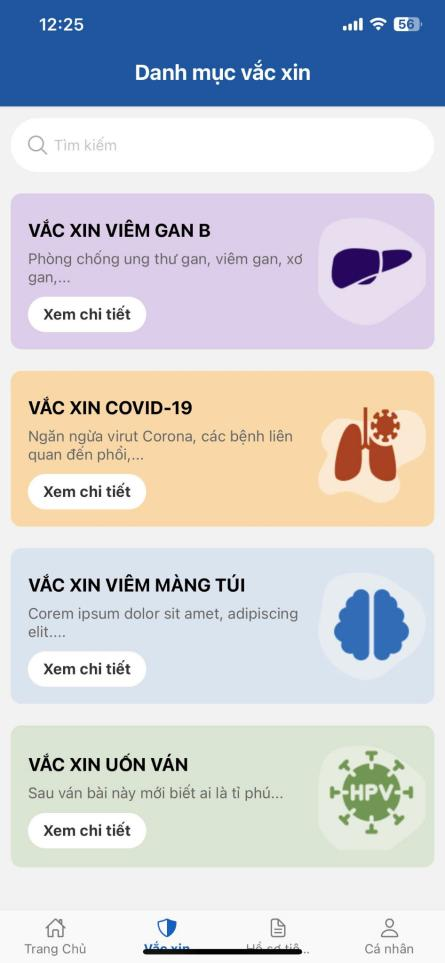 12:25
56
Danh mục vắc xin
Tìm kiếm
VẮC XIN VIÊM GAN B
Phòng chống ung thư gan, viêm gan, xơ
gan,...
Xem chi tiết
VẮC XIN COVID-19
Ngăn ngừa virut Corona, các bệnh liên
quan đến phổi,...
Xem chi tiết
VẮC XIN VIÊM MÀNG TÚI
Corem ipsum dolor sit amet, adipiscing
elit....
Xem chi tiết
VẮC XIN UỐN VÁN
Sau ván bài này mới biết ai là tỉ phú...
HPV
Xem chi tiết
Trang Chủ
Vắc xin
Hồ sơ tiê...
Cá nhân